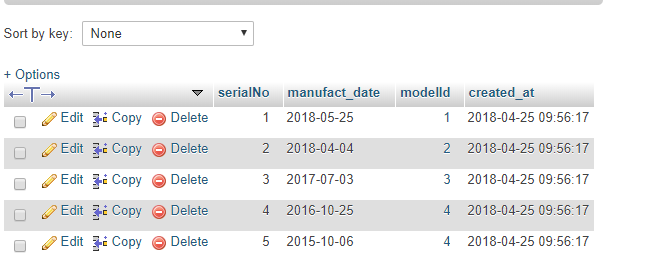 Sort by key: None
+ Options
←T→ serialNo manufact_date modelId created_at
Edit Copy Delete 1 2018-05-25 1 2018-04-25 09:56:17
Edit Copy Delete 2 2018-04-04 2 2018-04-25 09:56:17
Edit Copy Delete 3 2017-07-03 3 2018-04-25 09:56:17
Edit Copy Delete 4 2016-10-25 4 2018-04-25 09:56:17
Edit Copy Delete 5 2015-10-06 4 2018-04-25 09:56:17